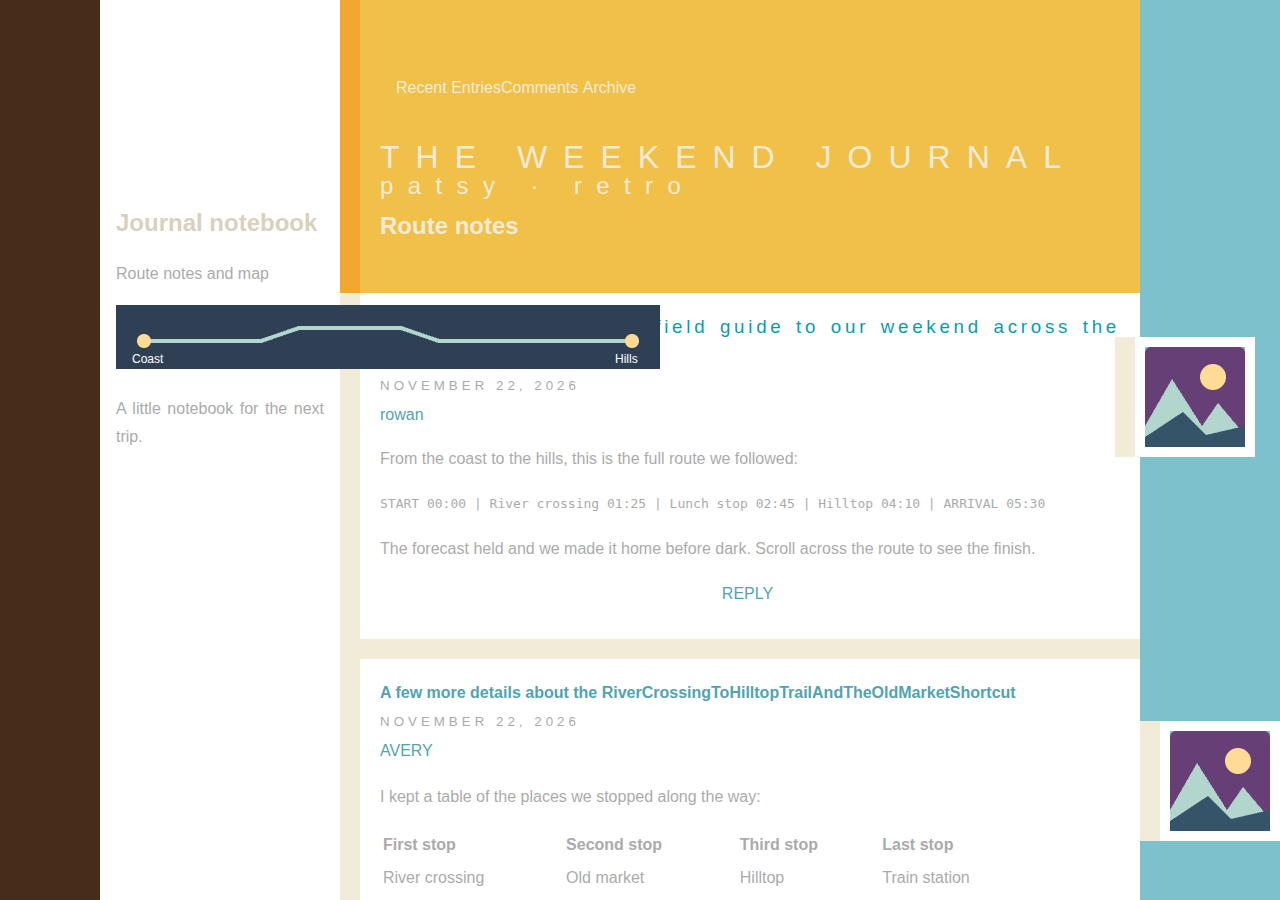 Recent EntriesComments Archive
THE WEEKEND JOURNAL
patsy · retro
Route notes
Journal notebook
Route notes and map
Coast
Hills
A little notebook for the next
trip.
field guide to our weekend across the
NOVEMBER 22, 2026
rowan
From the coast to the hills, this is the full route we followed:
START 00:00 | River crossing 01:25 | Lunch stop 02:45 | Hilltop 04:10 | ARRIVAL 05:30
The forecast held and we made it home before dark. Scroll across the route to see the finish.
REPLY
A few more details about the RiverCrossingToHilltopTrailAndTheOldMarketShortcut
NOVEMBER 22, 2026
AVERY
I kept a table of the places we stopped along the way:
First stop Second stop Third stop Last stop
River crossing Old market Hilltop Train station